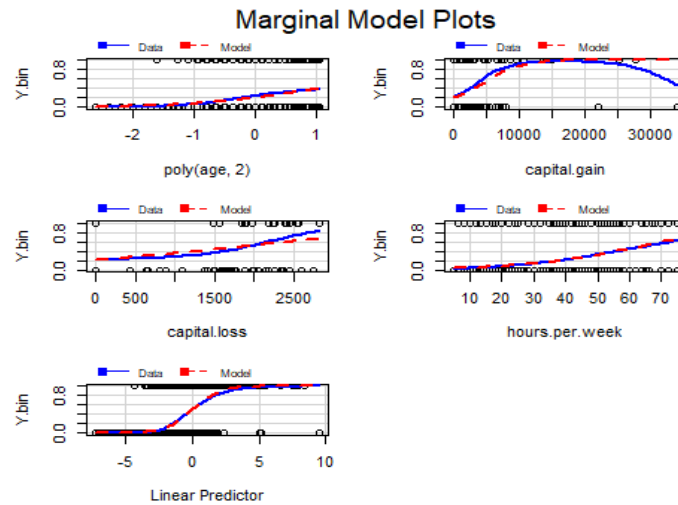 Marginal Model Plots
Data Model
Y.bin
0.0 0.8
-2 -1 0 1
poly(age, 2)
Data Model
Y.bin
0.0 0.8
0 10000 20000 30000
capital.gain
Data Model
Y.bin
0.0 0.8
0 500 1500 2500
capital.loss
Data Model
Y.bin
0.0 0.8
10 20 30 40 50 60 70
hours.per.week
Data Model
Y.bin
0.0 0.8
-5 0 5 10
Linear Predictor